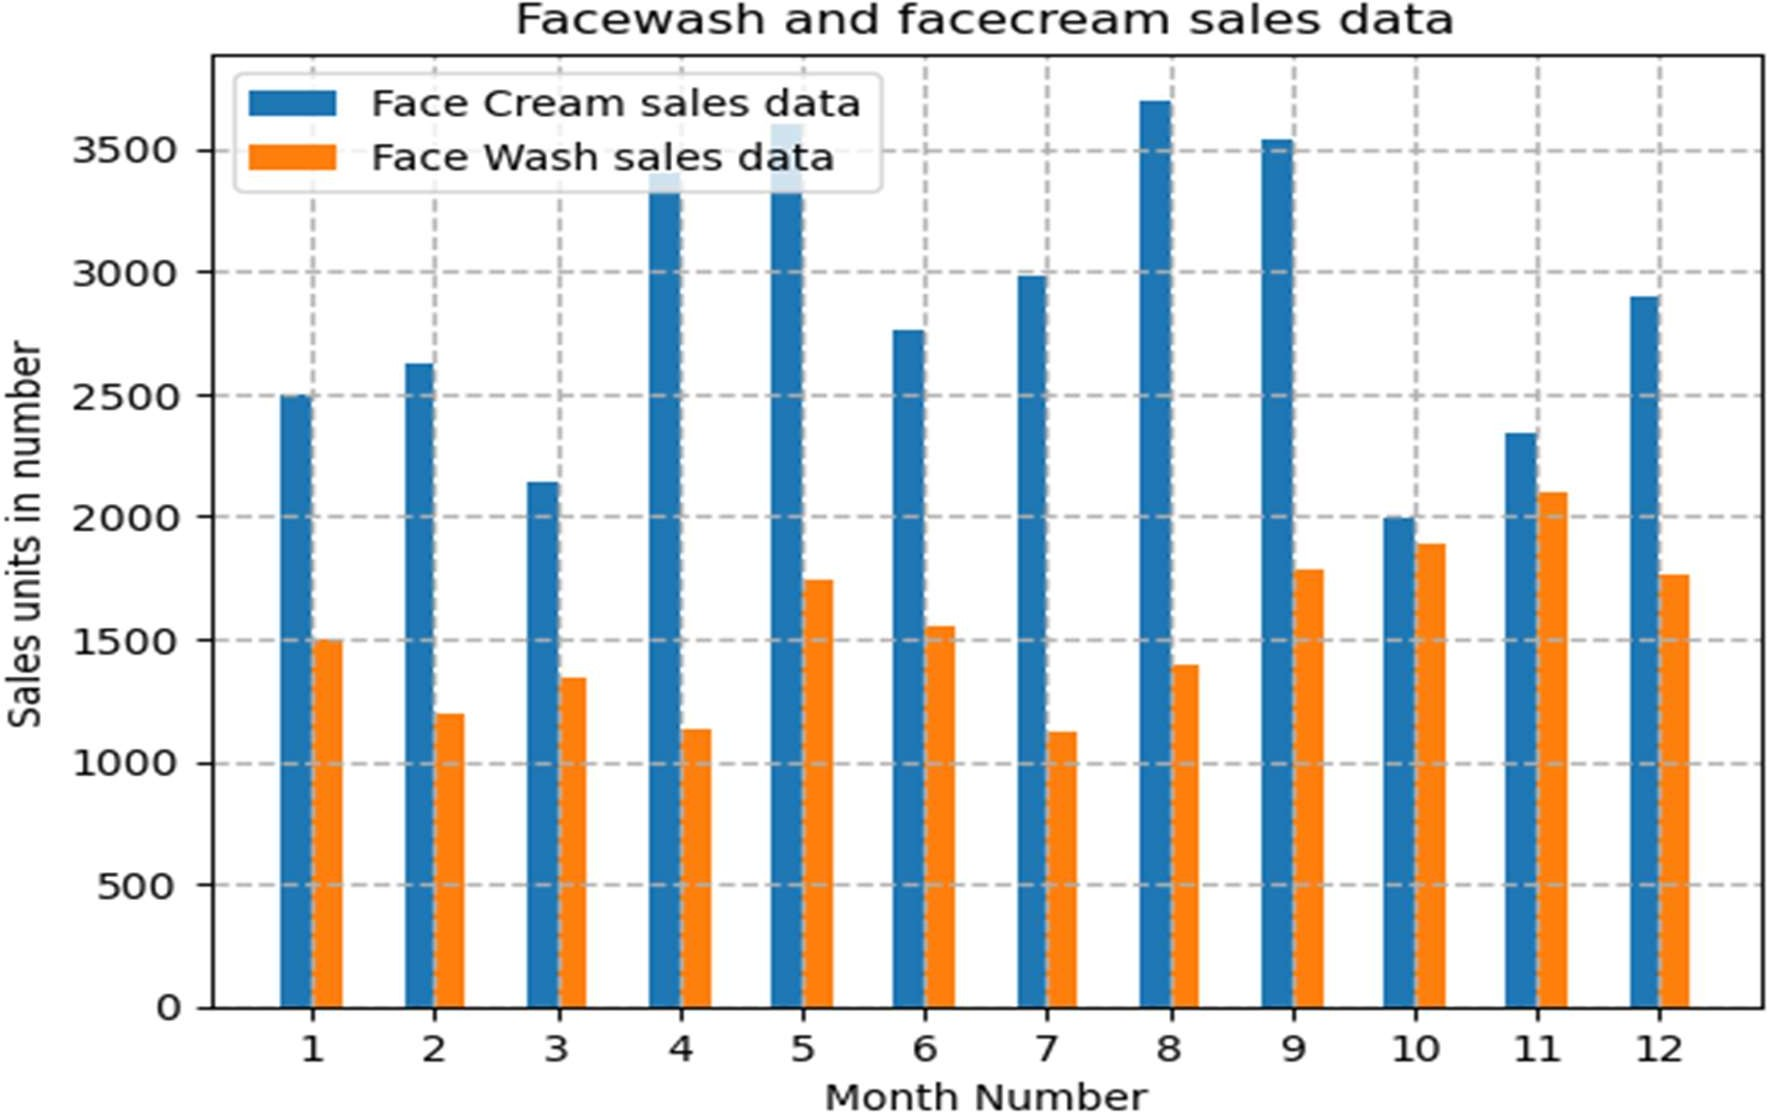 Facewash and facecream sales data
Face Cream sales data
Face Wash sales data
3500
3000
2500
2000
1500
1000
500
0
Sales units in number
1 2 3 4 5 6 7 8 9 10 11 12
Month Number